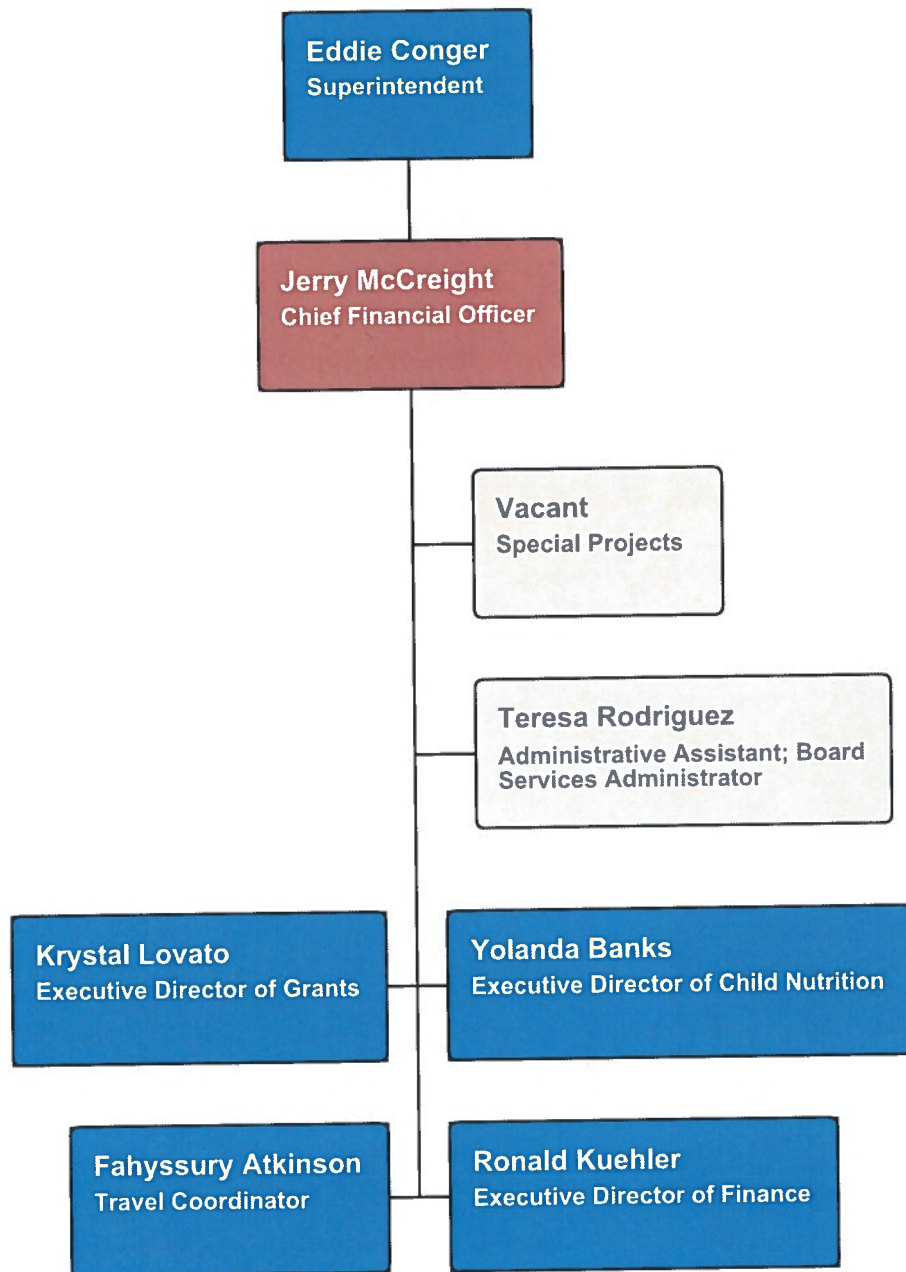 Eddie Conger
Superintendent
Jerry McCreight
Chief Financial Officer
Vacant
Special Projects
Teresa Rodriguez
Administrative Assistant; Board
Services Administrator
Krystal Lovato
Executive Director of Grants
Yolanda Banks
Executive Director of Child Nutrition
Fahyssury Atkinson
Travel Coordinator
Ronald Kuehler
Executive Director of Finance